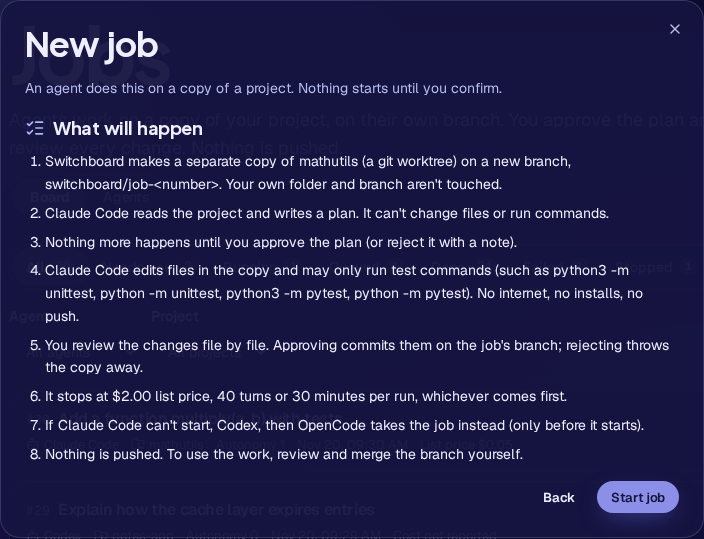 New job
An agent does this on a copy of a project. Nothing starts until you confirm.
What will happen
1. Switchboard makes a separate copy of mathutils (a git worktree) on a new branch,
switchboard/job-<number>. Your own folder and branch aren't touched.
2. Claude Code reads the project and writes a plan. It can't change files or run commands.
3. Nothing more happens until you approve the plan (or reject it with a note).
4. Claude Code edits files in the copy and may only run test commands (such as python3 -m
unittest, python -m unittest, python3 -m pytest, python -m pytest). No internet, no installs, no
push.
5. You review the changes file by file. Approving commits them on the job's branch; rejecting throws
the copy away.
6. It stops at $2.00 list price, 40 turns or 30 minutes per run, whichever comes first.
7. If Claude Code can't start, Codex, then OpenCode takes the job instead (only before it starts).
8. Nothing is pushed. To use the work, review and merge the branch yourself.
Back
Start job
#29 Explain how the cache layer expires entries